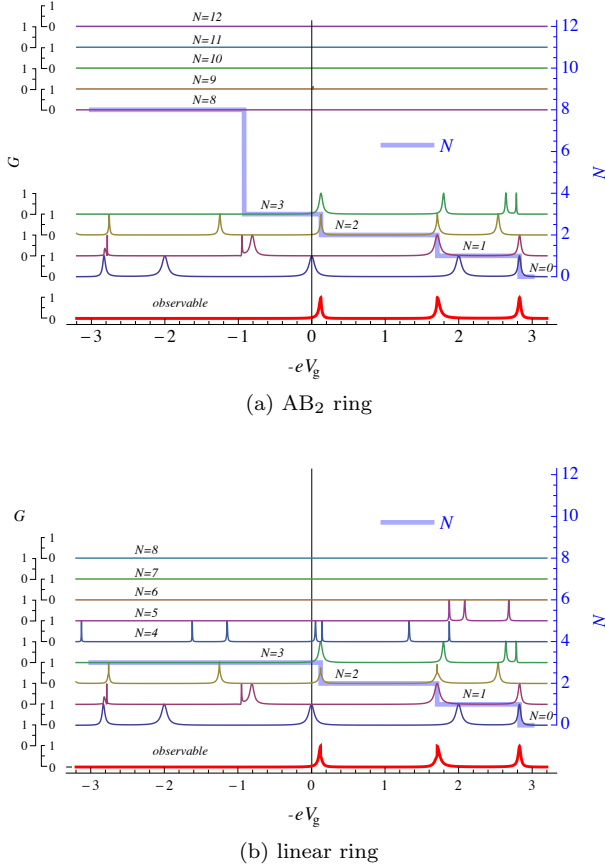 N=12
N=11
N=10
N=9
N=8
N=3
N=2
N=1
N=0
observable
1 0 1 0 1 0 1 0 1 0
1 0 1 0 1 0 1 0
1 0
G
N
12
10
8
6
4
2
0
N
−3 −2 −1 0 1 2 3
-eVg
(a) AB2 ring
N=8
N=7
N=6
N=5
N=4
N=3
N=2
N=1
N=0
observable
1 0 1 0 1 0 1 0 1 0
1 0 1 0 1 0 1 0
1 0
G
N
12
10
8
6
4
2
0
N
−3 −2 −1 0 1 2 3
-eVg
(b) linear ring